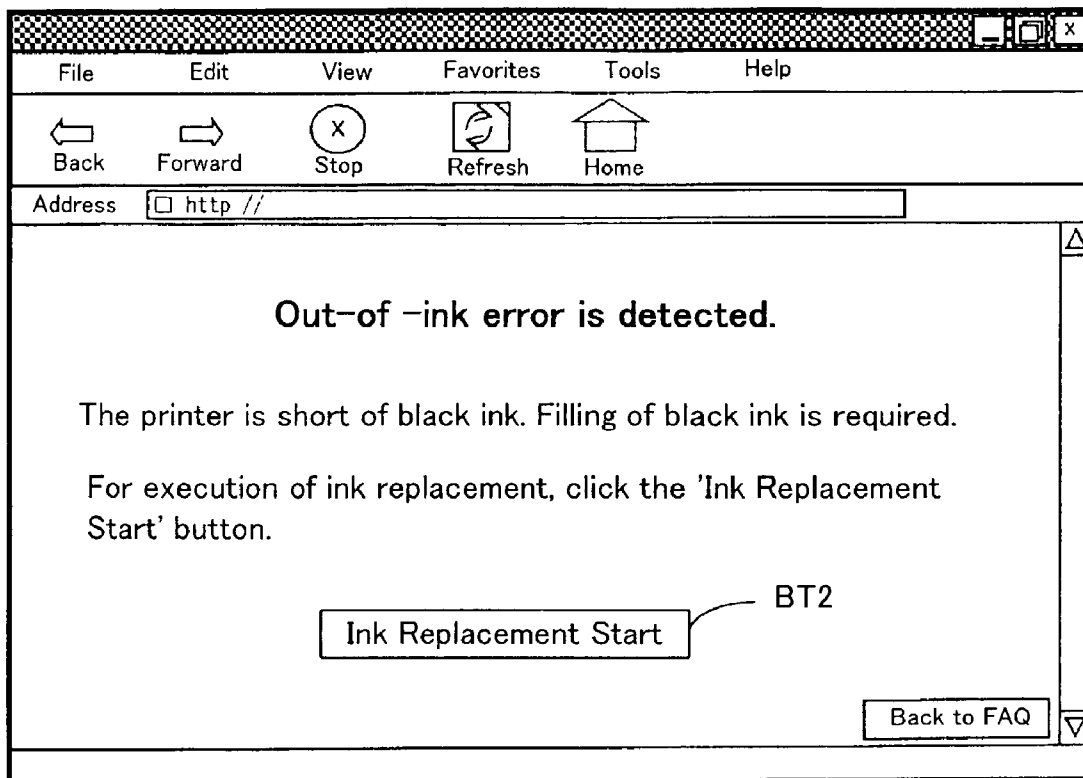 x
File Edit View Favorites Tools Help
x
Back Forward Stop Refresh Home
Address http //
Out-of -ink error is detected.
The printer is short of black ink. Filling of black ink is required.
For execution of ink replacement, click the 'Ink Replacement
Start' button.
BT2
Ink Replacement Start
Back to FAQ